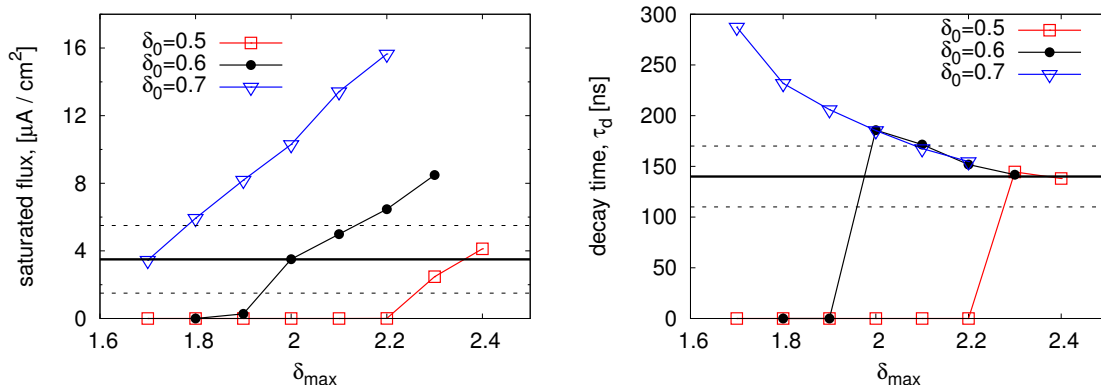 saturated flux, [μA / cm²]
16
12
8
4
0
δ₀=0.5
δ₀=0.6
δ₀=0.7
1.6 1.8 2 2.2 2.4
δmax
decay time, τd [ns]
300
250
200
150
100
50
0
δ₀=0.5
δ₀=0.6
δ₀=0.7
1.6 1.8 2 2.2 2.4
δmax